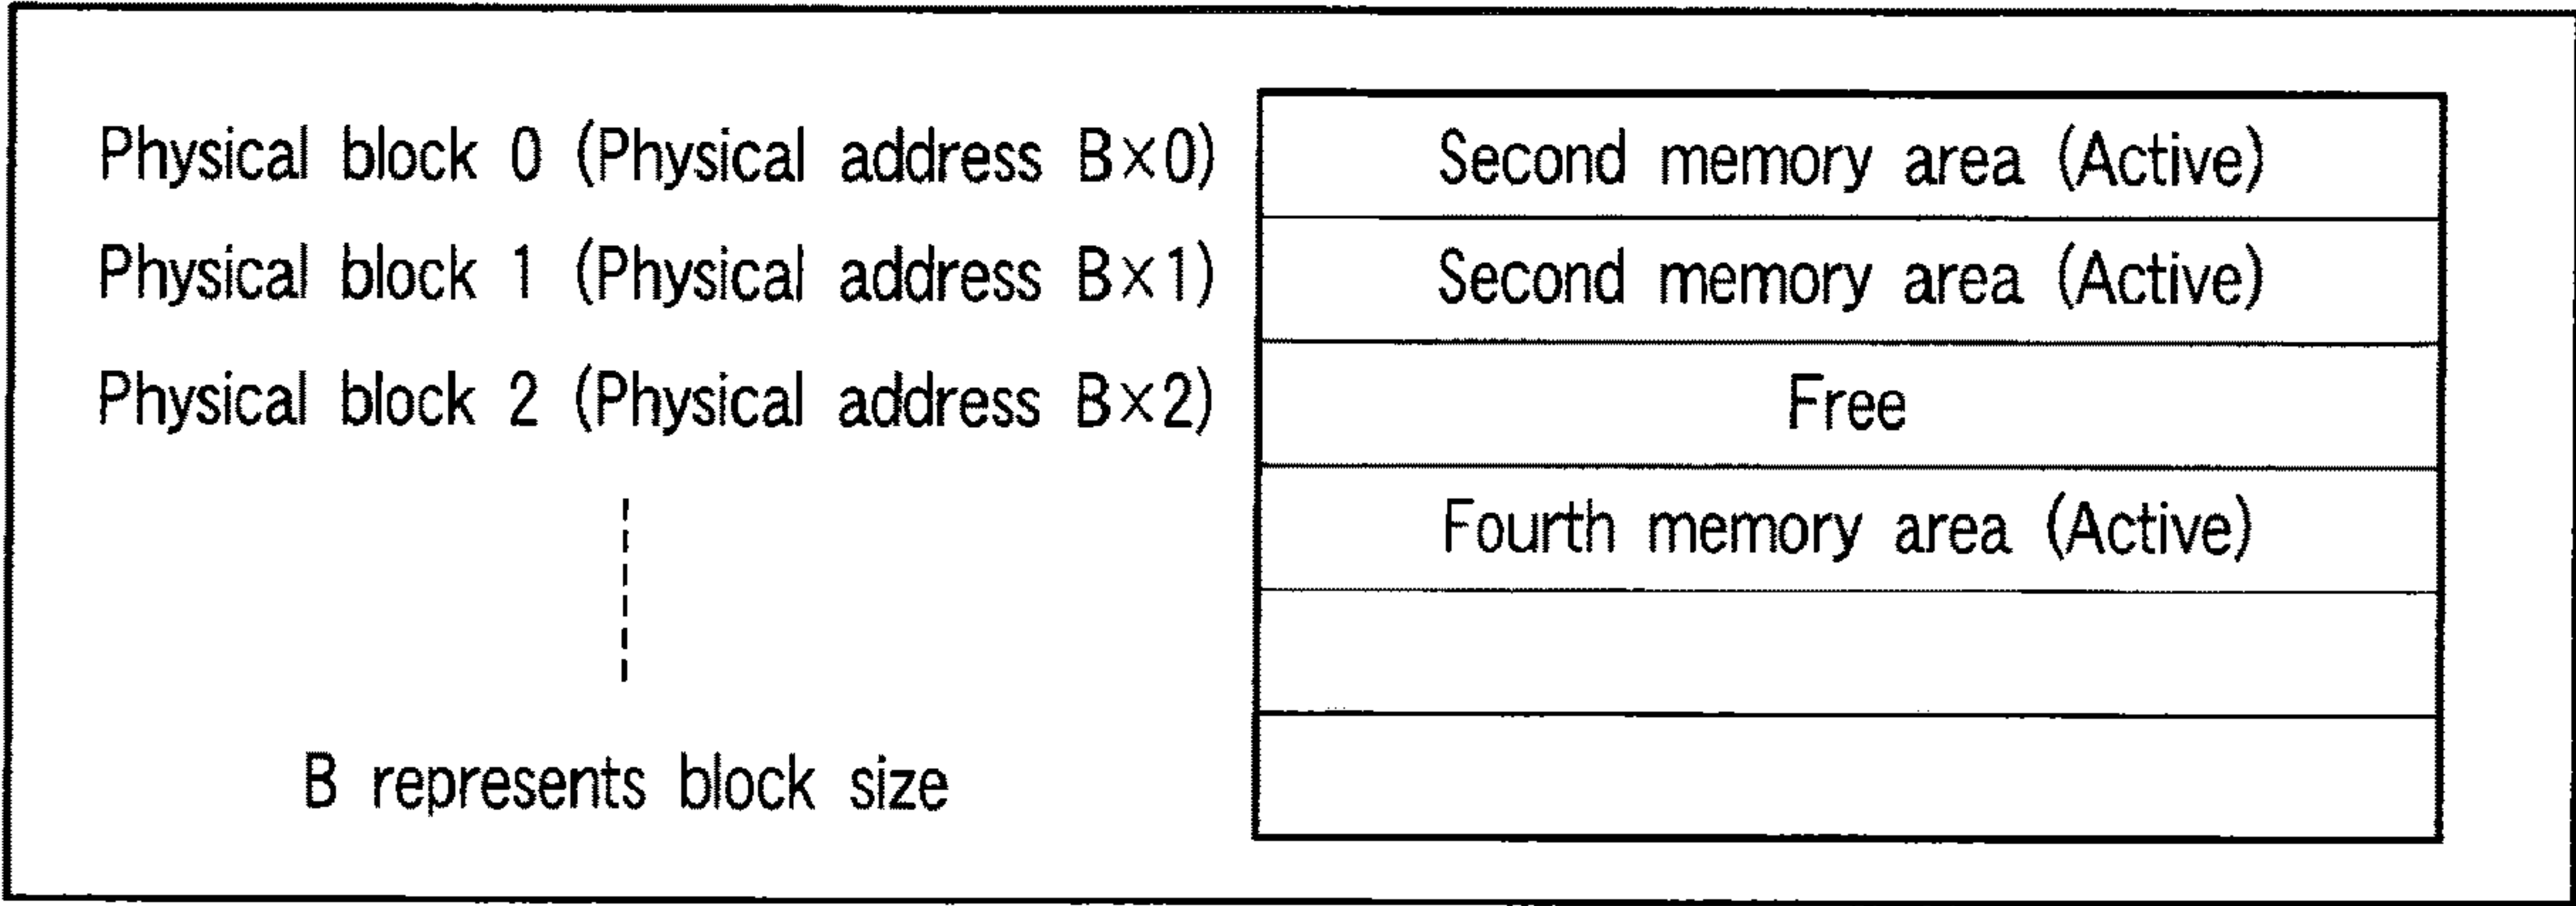 Physical block 0 (Physical address B×0) Second memory area (Active)
Physical block 1 (Physical address B×1) Second memory area (Active)
Physical block 2 (Physical address B×2) Free
Fourth memory area (Active)
B represents block size